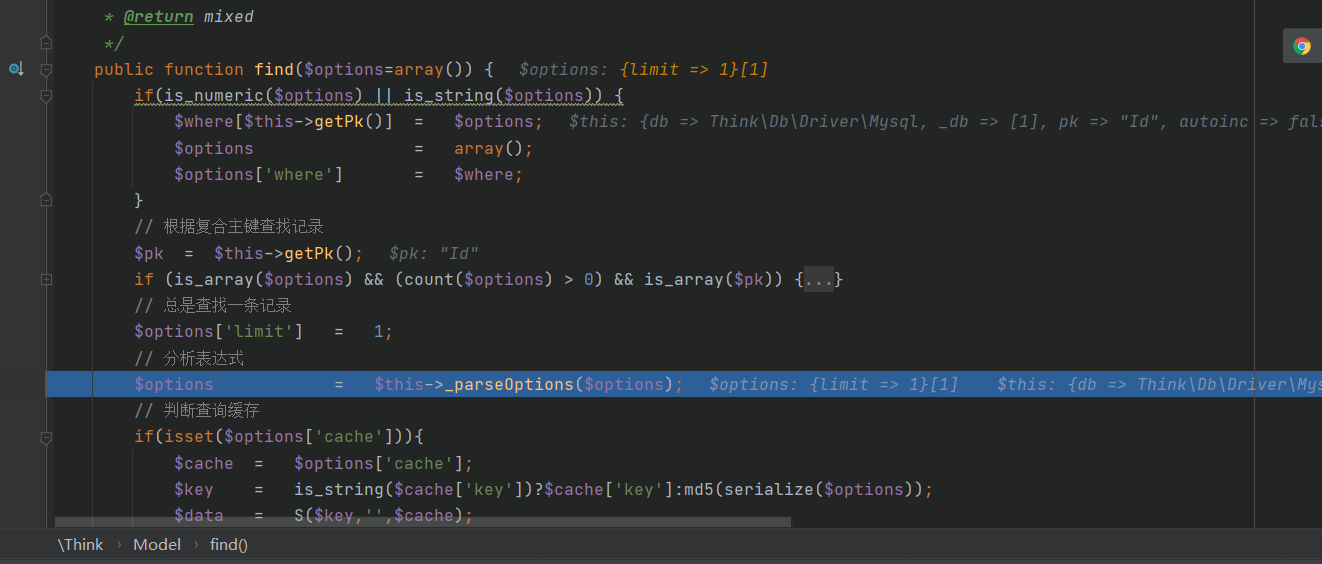 * @return mixed
*/
public function find($options=array()) {   $options: {limit => 1}[1]
if(is_numeric($options) || is_string($options)) {
$where[$this->getPk()]  =   $options;   $this: {db => Think\Db\Driver\Mysql, _db => [1], pk => "Id", autoinc => fals
$options                =   array();
$options['where']       =   $where;
}
// 根据复合主键查找记录
$pk  =  $this->getPk();   $pk: "Id"
if (is_array($options) && (count($options) > 0) && is_array($pk)) {...}
// 总是查找一条记录
$options['limit']   =   1;
// 分析表达式
$options            =   $this->_parseOptions($options);   $options: {limit => 1}[1]    $this: {db => Think\Db\Driver\Mys
// 判断查询缓存
if(isset($options['cache'])){
$cache  =   $options['cache'];
$key    =   is_string($cache['key'])?$cache['key']:md5(serialize($options));
$data   =   S($key,'',$cache);
\Think › Model › find()